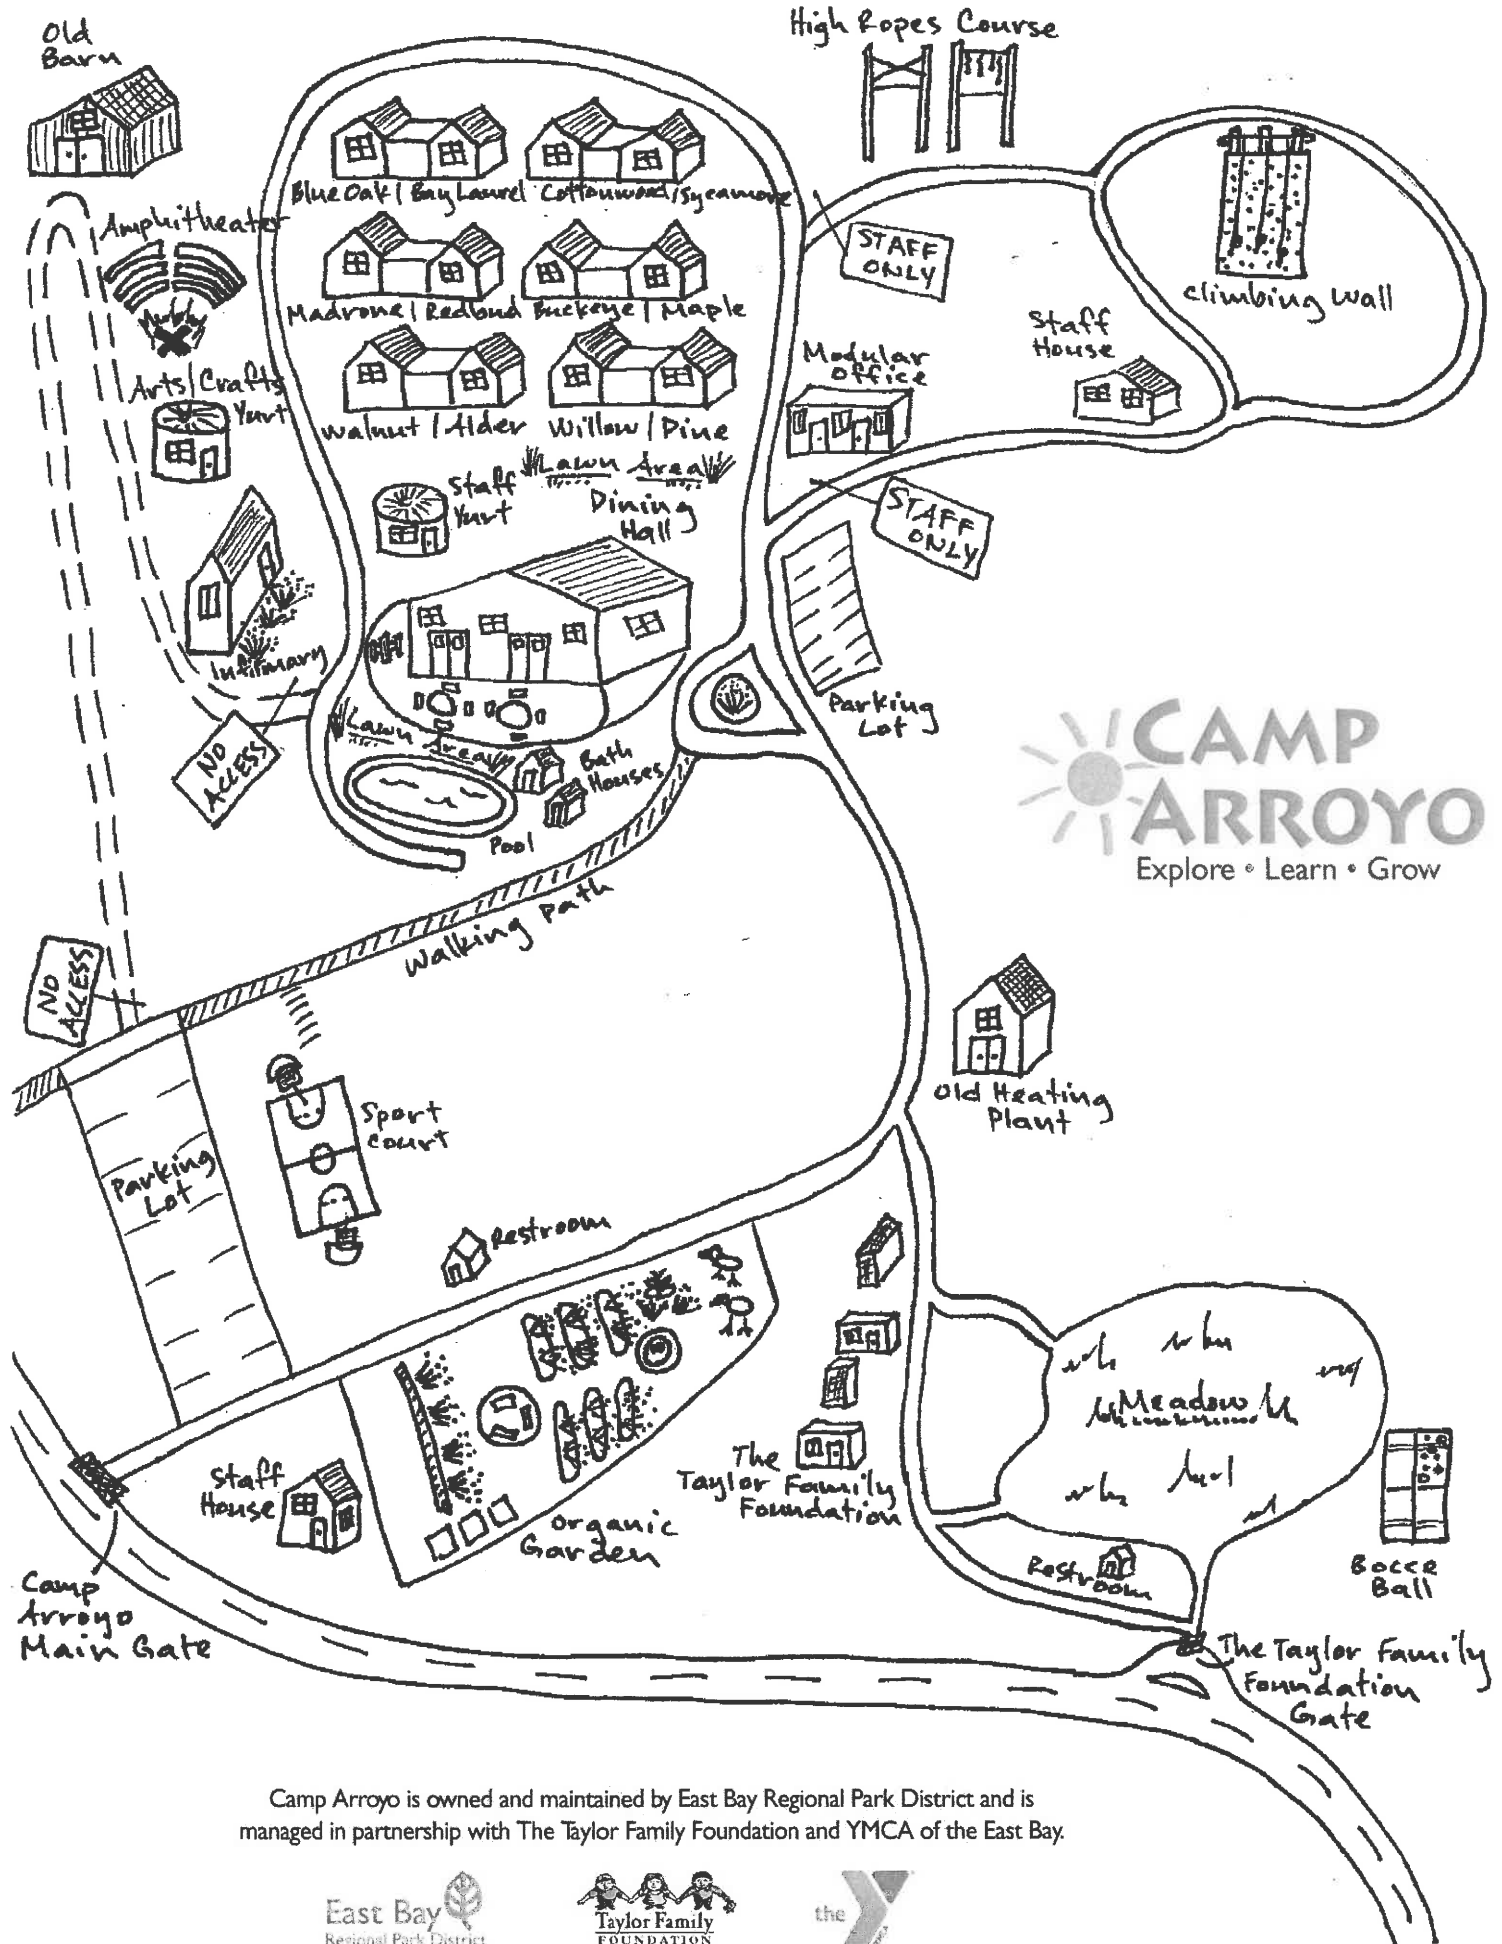 Old
Barn
High Ropes Course
Blue Oak / Bay Laurel
Cottonwood / Sycamore
Amphitheater
STAFF
ONLY
Climbing Wall
Madrone / Redbud
Buckeye / Maple
Staff
House
Modular
Office
Arts / Crafts
Yurt
Walnut / Alder
Willow / Pine
Lawn Area
Staff
Yurt
Dining
Hall
STAFF
ONLY
Infirmary
Parking
Lot
NO
ACCESS
Lawn Area
Bath
Houses
Pool
CAMP
ARROYO
Explore • Learn • Grow
Walking Path
NO
ACCESS
Old Heating
Plant
Sport
Court
Parking
Lot
Restroom
Meadow
The
Taylor Family
Foundation
Staff
House
Organic
Garden
Bocce
Ball
Restroom
Camp
Arroyo
Main Gate
The Taylor Family
Foundation
Gate
Camp Arroyo is owned and maintained by East Bay Regional Park District and is
managed in partnership with The Taylor Family Foundation and YMCA of the East Bay.
East Bay
Regional Park District
Taylor Family
FOUNDATION
the Y